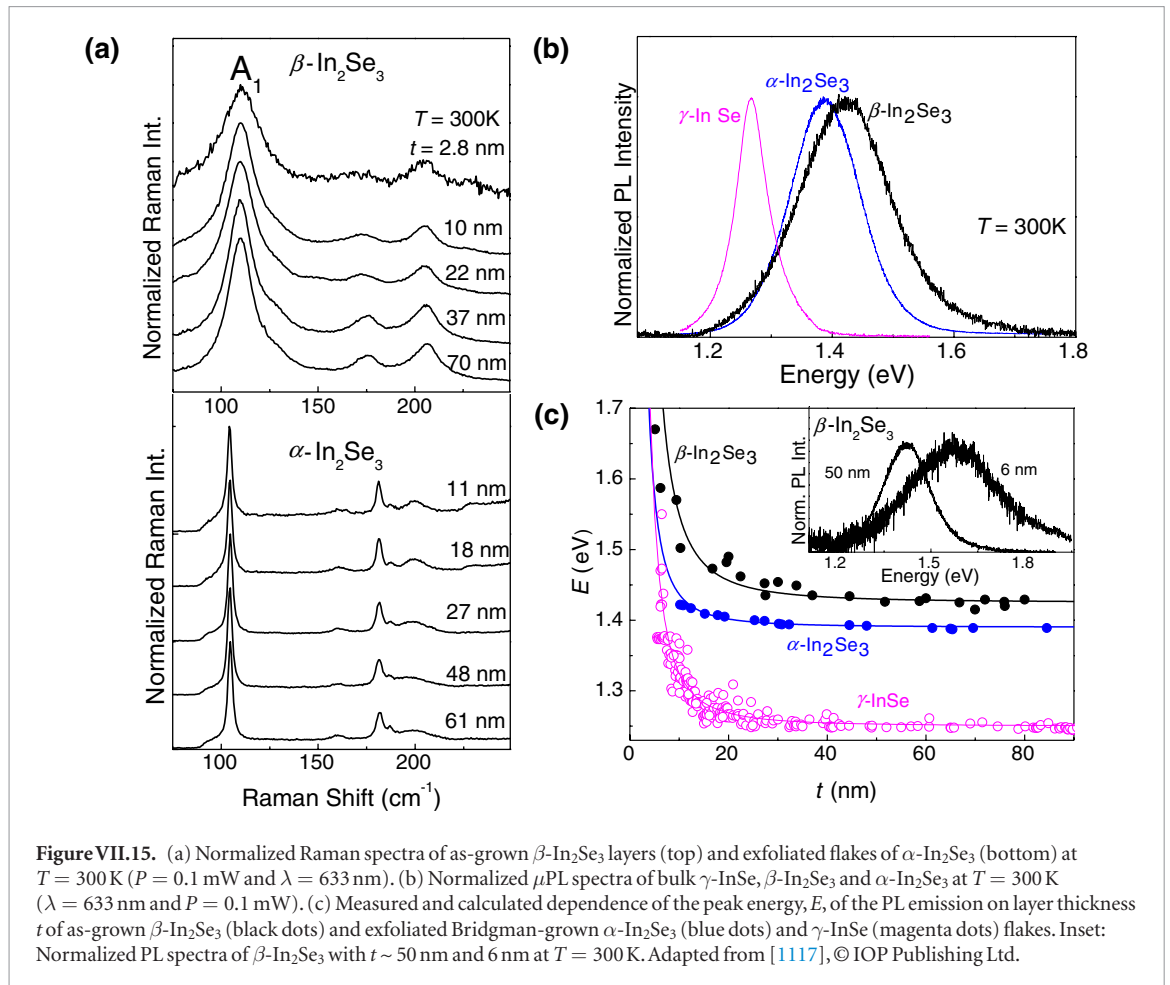 (a)
β-In2Se3
A1
T = 300K
t = 2.8 nm
10 nm
22 nm
37 nm
70 nm
Normalized Raman Int.
100 150 200
α-In2Se3
11 nm
18 nm
27 nm
48 nm
61 nm
Normalized Raman Int.
100 150 200
Raman Shift (cm-1)
(b)
α-In2Se3
β-In2Se3
γ-In Se
T = 300K
Normalized PL Intensity
1.2 1.4 1.6 1.8
Energy (eV)
(c)
1.7
1.6
1.5
1.4
1.3
E (eV)
β-In2Se3
α-In2Se3
γ-InSe
0 20 40 60 80
t (nm)
β-In2Se3
50 nm
6 nm
Norm. PL Int.
1.2 1.5 1.8
Energy (eV)
Figure VII.15. (a) Normalized Raman spectra of as-grown β-In2Se3 layers (top) and exfoliated flakes of α-In2Se3 (bottom) at
T = 300 K (P = 0.1 mW and λ = 633 nm). (b) Normalized μPL spectra of bulk γ-InSe, β-In2Se3 and α-In2Se3 at T = 300 K
(λ = 633 nm and P = 0.1 mW). (c) Measured and calculated dependence of the peak energy, E, of the PL emission on layer thickness
t of as-grown β-In2Se3 (black dots) and exfoliated Bridgman-grown α-In2Se3 (blue dots) and γ-InSe (magenta dots) flakes. Inset:
Normalized PL spectra of β-In2Se3 with t ~ 50 nm and 6 nm at T = 300 K. Adapted from [1117], © IOP Publishing Ltd.